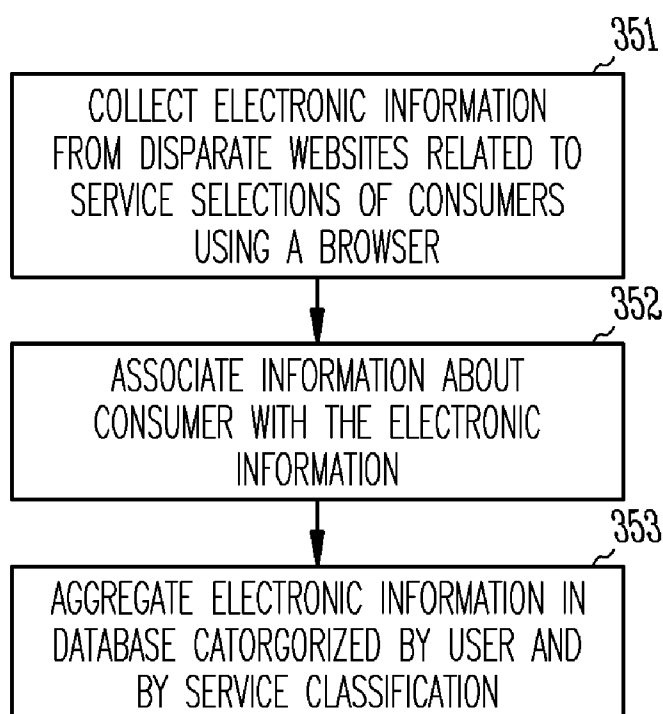 351
COLLECT ELECTRONIC INFORMATION
FROM DISPARATE WEBSITES RELATED TO
SERVICE SELECTIONS OF CONSUMERS
USING A BROWSER
352
ASSOCIATE INFORMATION ABOUT
CONSUMER WITH THE ELECTRONIC
INFORMATION
353
AGGREGATE ELECTRONIC INFORMATION IN
DATABASE CATORGORIZED BY USER AND
BY SERVICE CLASSIFICATION